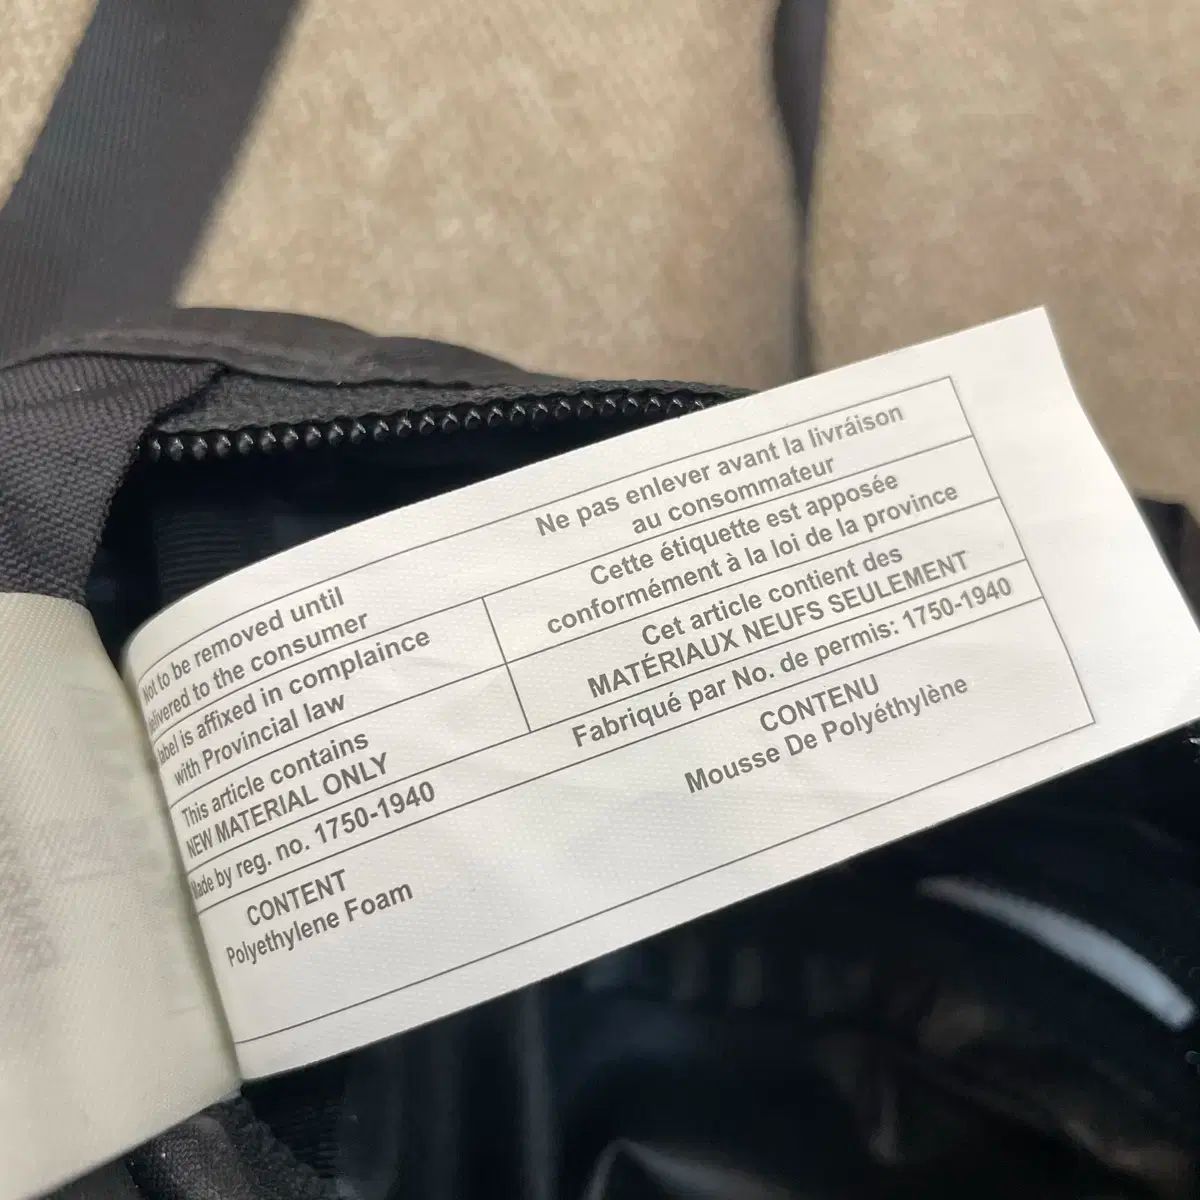 Not to be removed until
delivered to the consumer
label is affixed in complaince
with Provincial law
This article contains
NEW MATERIAL ONLY
Made by reg. no. 1750-1940
CONTENT
Polyethylene Foam
Ne pas enlever avant la livráison
au consommateur
Cette étiquette est apposée
conformément à la loi de la province
Cet article contient des
MATÉRIAUX NEUFS SEULEMENT
Fabriqué par No. de permis: 1750-1940
CONTENU
Mousse De Polyéthylène